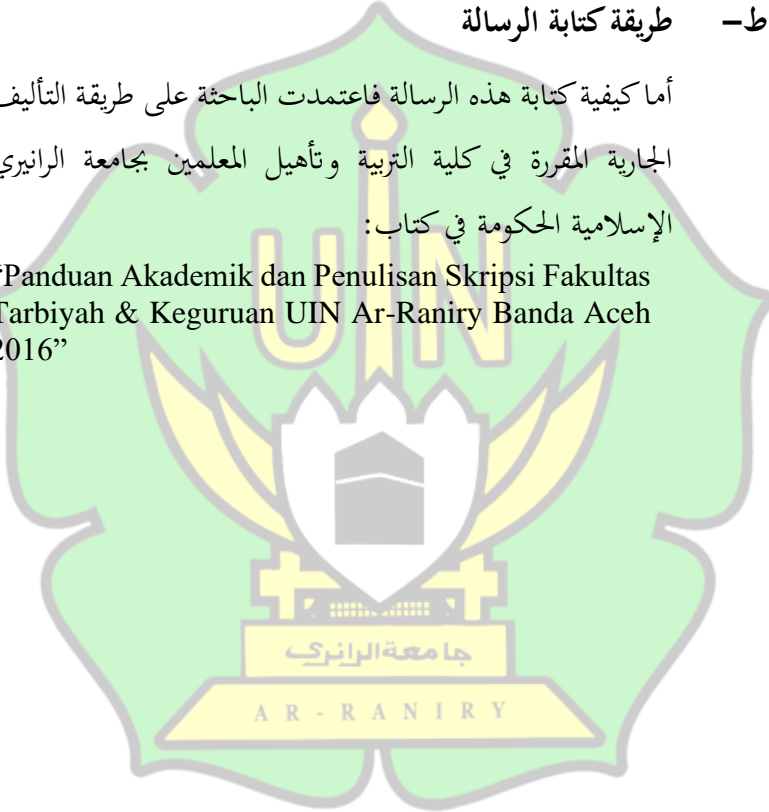 ط– طريقة كتابة الرسالة
أما كيفية كتابة هذه الرسالة فاعتمدت الباحثة على طريقة التأليف
الجارية المقررة في كلية التربية وتأهيل المعلمين بجامعة الرانيري
الإسلامية الحكومة في كتاب:
“Panduan Akademik dan Penulisan Skripsi Fakultas
Tarbiyah & Keguruan UIN Ar-Raniry Banda Aceh
2016”
UIN
جامعة الرانري
AR-RANIRY